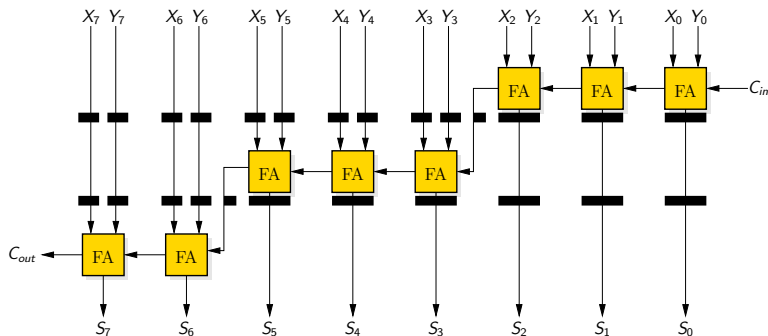 X7 Y7 X6 Y6 X5 Y5 X4 Y4 X3 Y3 X2 Y2 X1 Y1 X0 Y0
FA FA FA Cin
FA FA FA
Cout FA FA
S7 S6 S5 S4 S3 S2 S1 S0